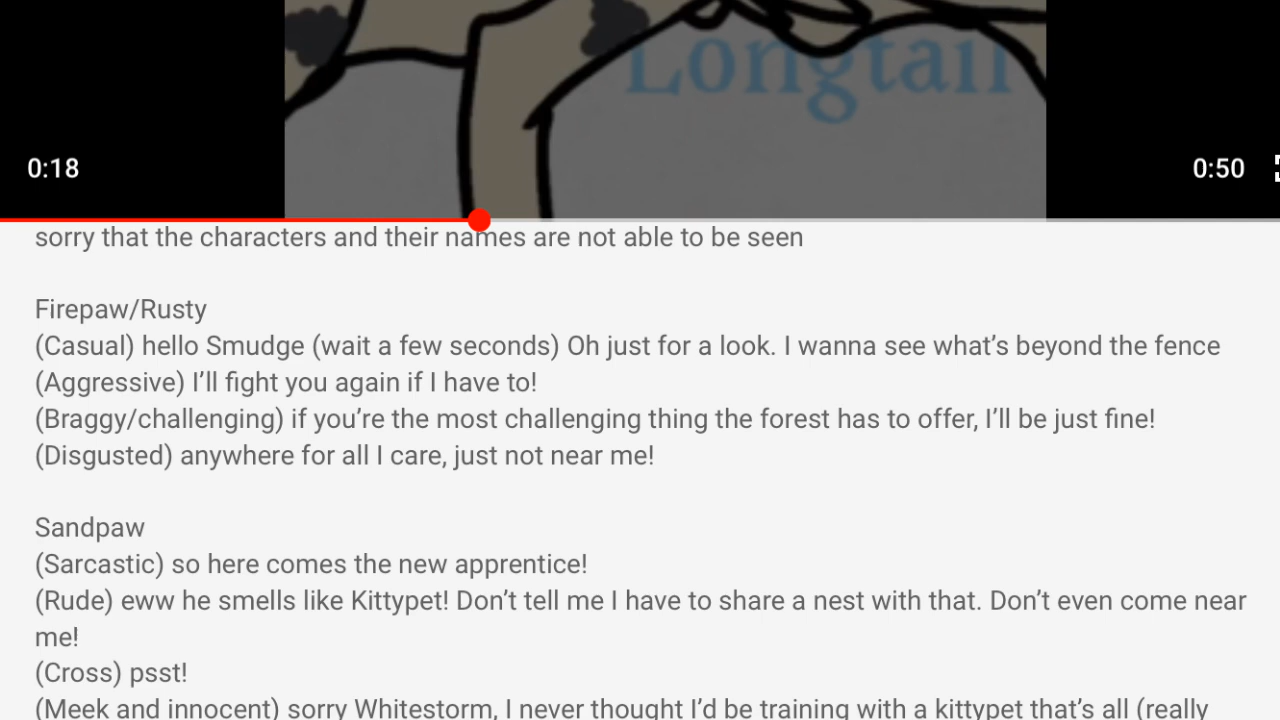 Longtail
0:18
0:50
sorry that the characters and their names are not able to be seen
Firepaw/Rusty
(Casual) hello Smudge (wait a few seconds) Oh just for a look. I wanna see what’s beyond the fence
(Aggressive) I’ll fight you again if I have to!
(Braggy/challenging) if you’re the most challenging thing the forest has to offer, I’ll be just fine!
(Disgusted) anywhere for all I care, just not near me!
Sandpaw
(Sarcastic) so here comes the new apprentice!
(Rude) eww he smells like Kittypet! Don’t tell me I have to share a nest with that. Don’t even come near
me!
(Cross) psst!
(Meek and innocent) sorry Whitestorm, I never thought I’d be training with a kittypet that’s all (really